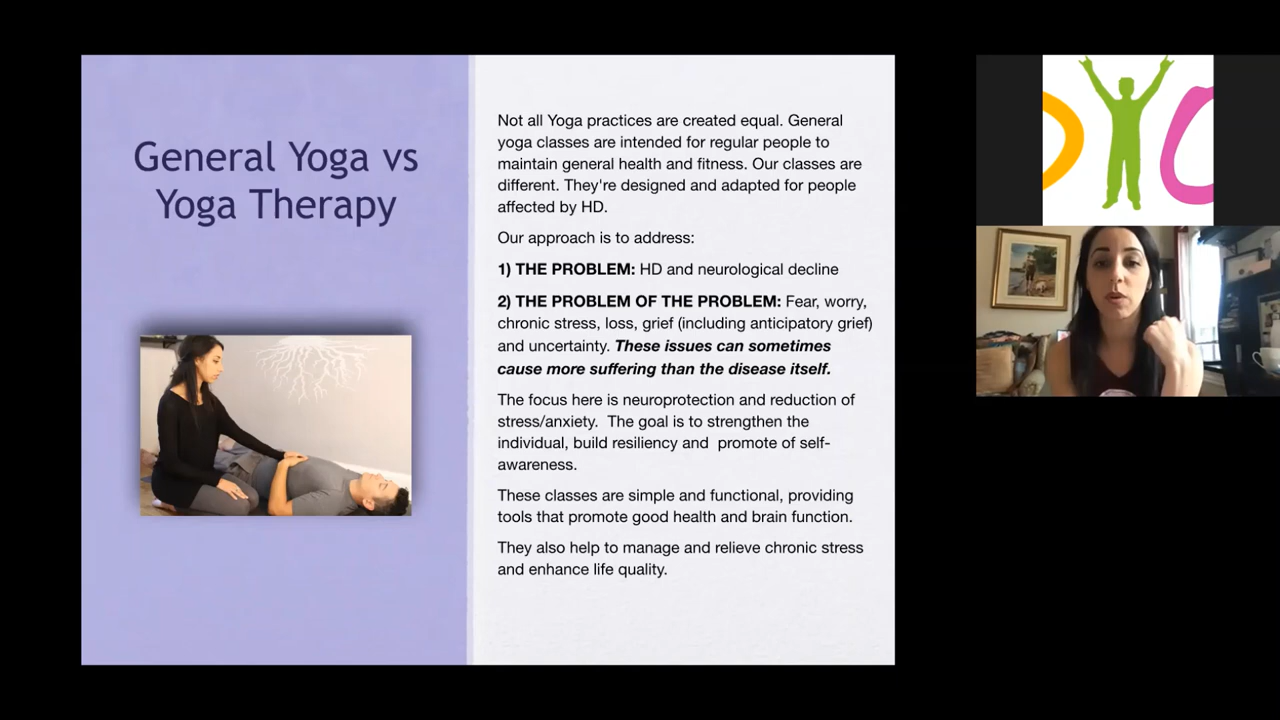 General Yoga vs
Yoga Therapy
Not all Yoga practices are created equal. General
yoga classes are intended for regular people to
maintain general health and fitness. Our classes are
different. They're designed and adapted for people
affected by HD.
Our approach is to address:
1) THE PROBLEM: HD and neurological decline
2) THE PROBLEM OF THE PROBLEM: Fear, worry,
chronic stress, loss, grief (including anticipatory grief)
and uncertainty. These issues can sometimes
cause more suffering than the disease itself.
The focus here is neuroprotection and reduction of
stress/anxiety.  The goal is to strengthen the
individual, build resiliency and  promote of self-
awareness.
These classes are simple and functional, providing
tools that promote good health and brain function.
They also help to manage and relieve chronic stress
and enhance life quality.